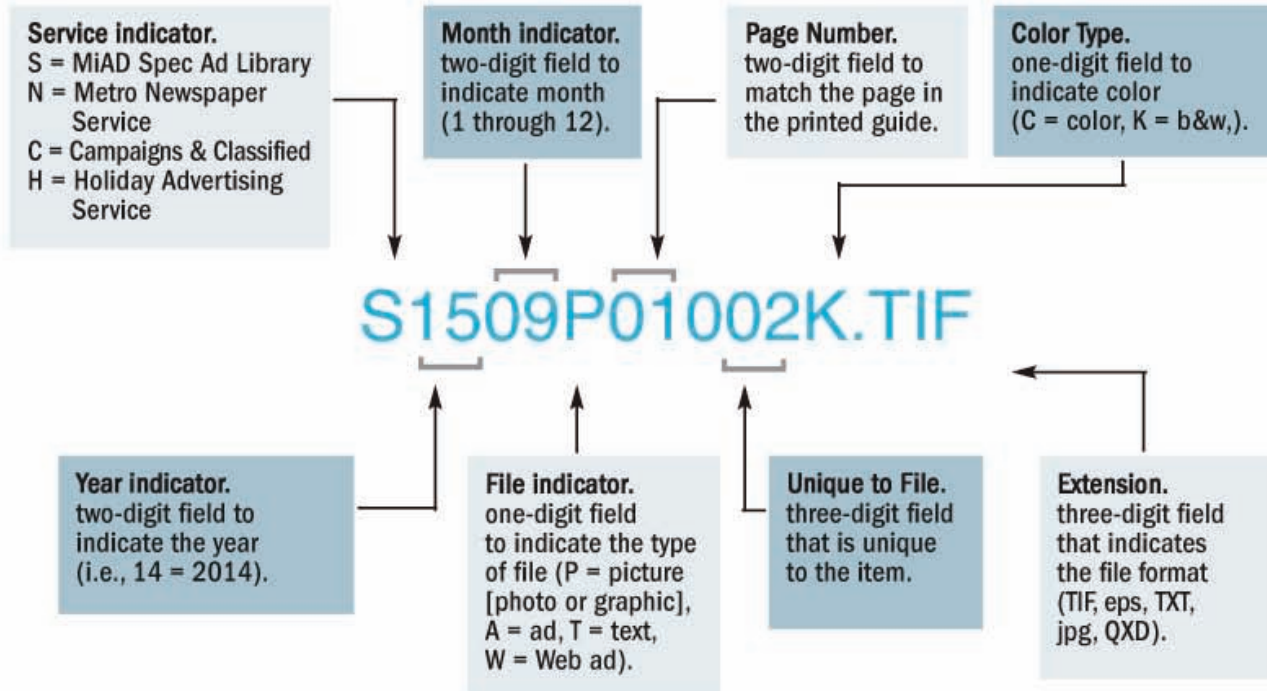 Service indicator.
S = MiAD Spec Ad Library
N = Metro Newspaper
Service
C = Campaigns & Classified
H = Holiday Advertising
Service
Month indicator.
two-digit field to
indicate month
(1 through 12).
Page Number.
two-digit field to
match the page in
the printed guide.
Color Type.
one-digit field to
indicate color
(C = color, K = b&w,).
S1509P01002K.TIF
Year indicator.
two-digit field to
indicate the year
(i.e., 14 = 2014).
File indicator.
one-digit field
to indicate the type
of file (P = picture
[photo or graphic],
A = ad, T = text,
W = Web ad).
Unique to File.
three-digit field
that is unique
to the item.
Extension.
three-digit field
that indicates
the file format
(TIF, eps, TXT,
jpg, QXD).